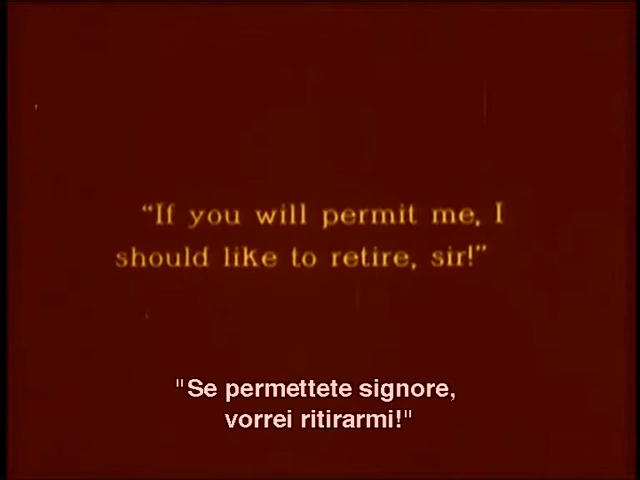 “If you will permit me, I
should like to retire, sir!”
"Se permettete signore,
vorrei ritirarmi!"